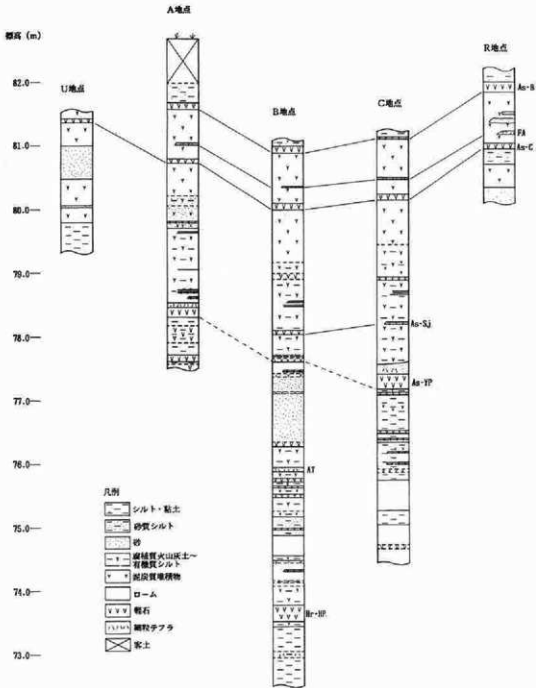 標高 (m)
U地点
A地点
B地点
C地点
R地点
82.0
81.0
80.0
79.0
78.0
77.0
76.0
75.0
74.0
73.0
As-B
FA
As-C
As-Sj
As-YP
AT
Hr-HP
凡例
シルト・粘土
砂質シルト
砂
腐植質火山灰土〜
有機質シルト
泥炭質堆積物
ローム
軽石
細粒テフラ
客土